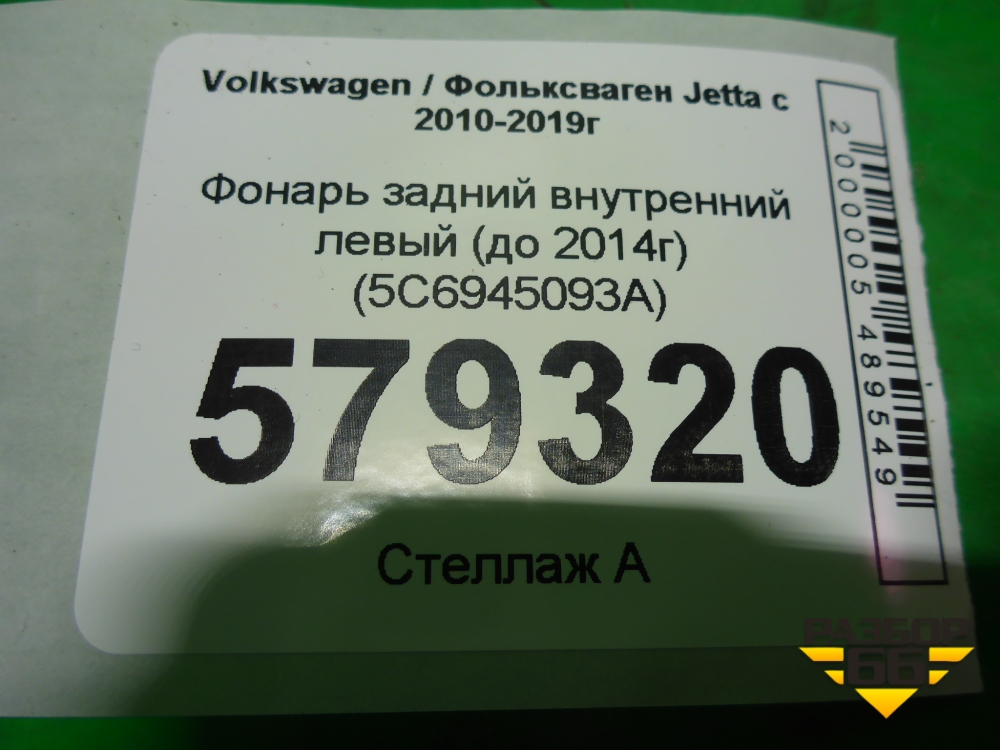 Volkswagen / Фольксваген Jetta с
2010-2019г
Фонарь задний внутренний
левый (до 2014г)
(5C6945093A)
579320
Стеллаж А
2000005489549
РАЗБОР
66